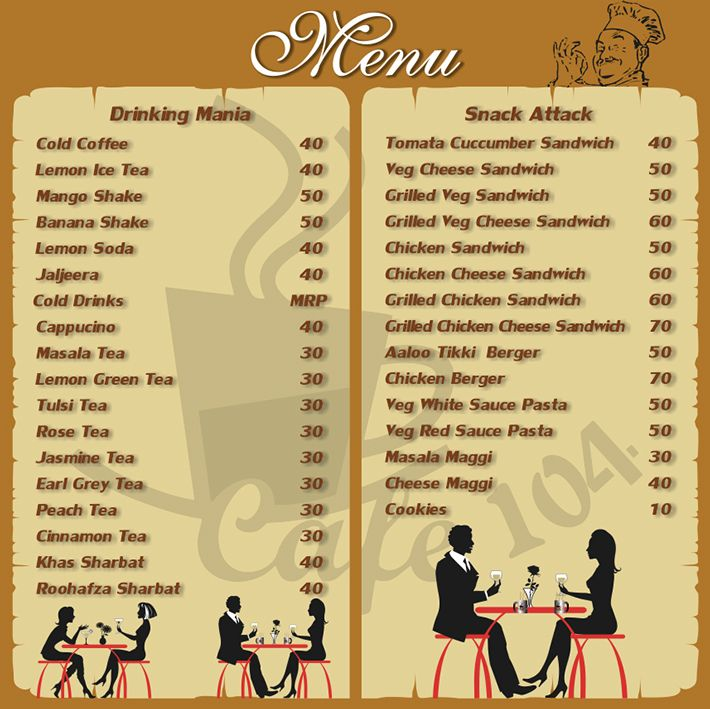 Menu
Drinking Mania
Cold Coffee 40
Lemon Ice Tea 40
Mango Shake 50
Banana Shake 50
Lemon Soda 40
Jaljeera 40
Cold Drinks MRP
Cappucino 40
Masala Tea 30
Lemon Green Tea 30
Tulsi Tea 30
Rose Tea 30
Jasmine Tea 30
Earl Grey Tea 30
Peach Tea 30
Cinnamon Tea 30
Khas Sharbat 40
Roohafza Sharbat 40
Snack Attack
Tomata Cuccumber Sandwich 40
Veg Cheese Sandwich 50
Grilled Veg Sandwich 50
Grilled Veg Cheese Sandwich 60
Chicken Sandwich 50
Chicken Cheese Sandwich 60
Grilled Chicken Sandwich 60
Grilled Chicken Cheese Sandwich 70
Aaloo Tikki Berger 50
Chicken Berger 70
Veg White Sauce Pasta 50
Veg Red Sauce Pasta 50
Masala Maggi 30
Cheese Maggi 40
Cookies 10
Cafe 104.